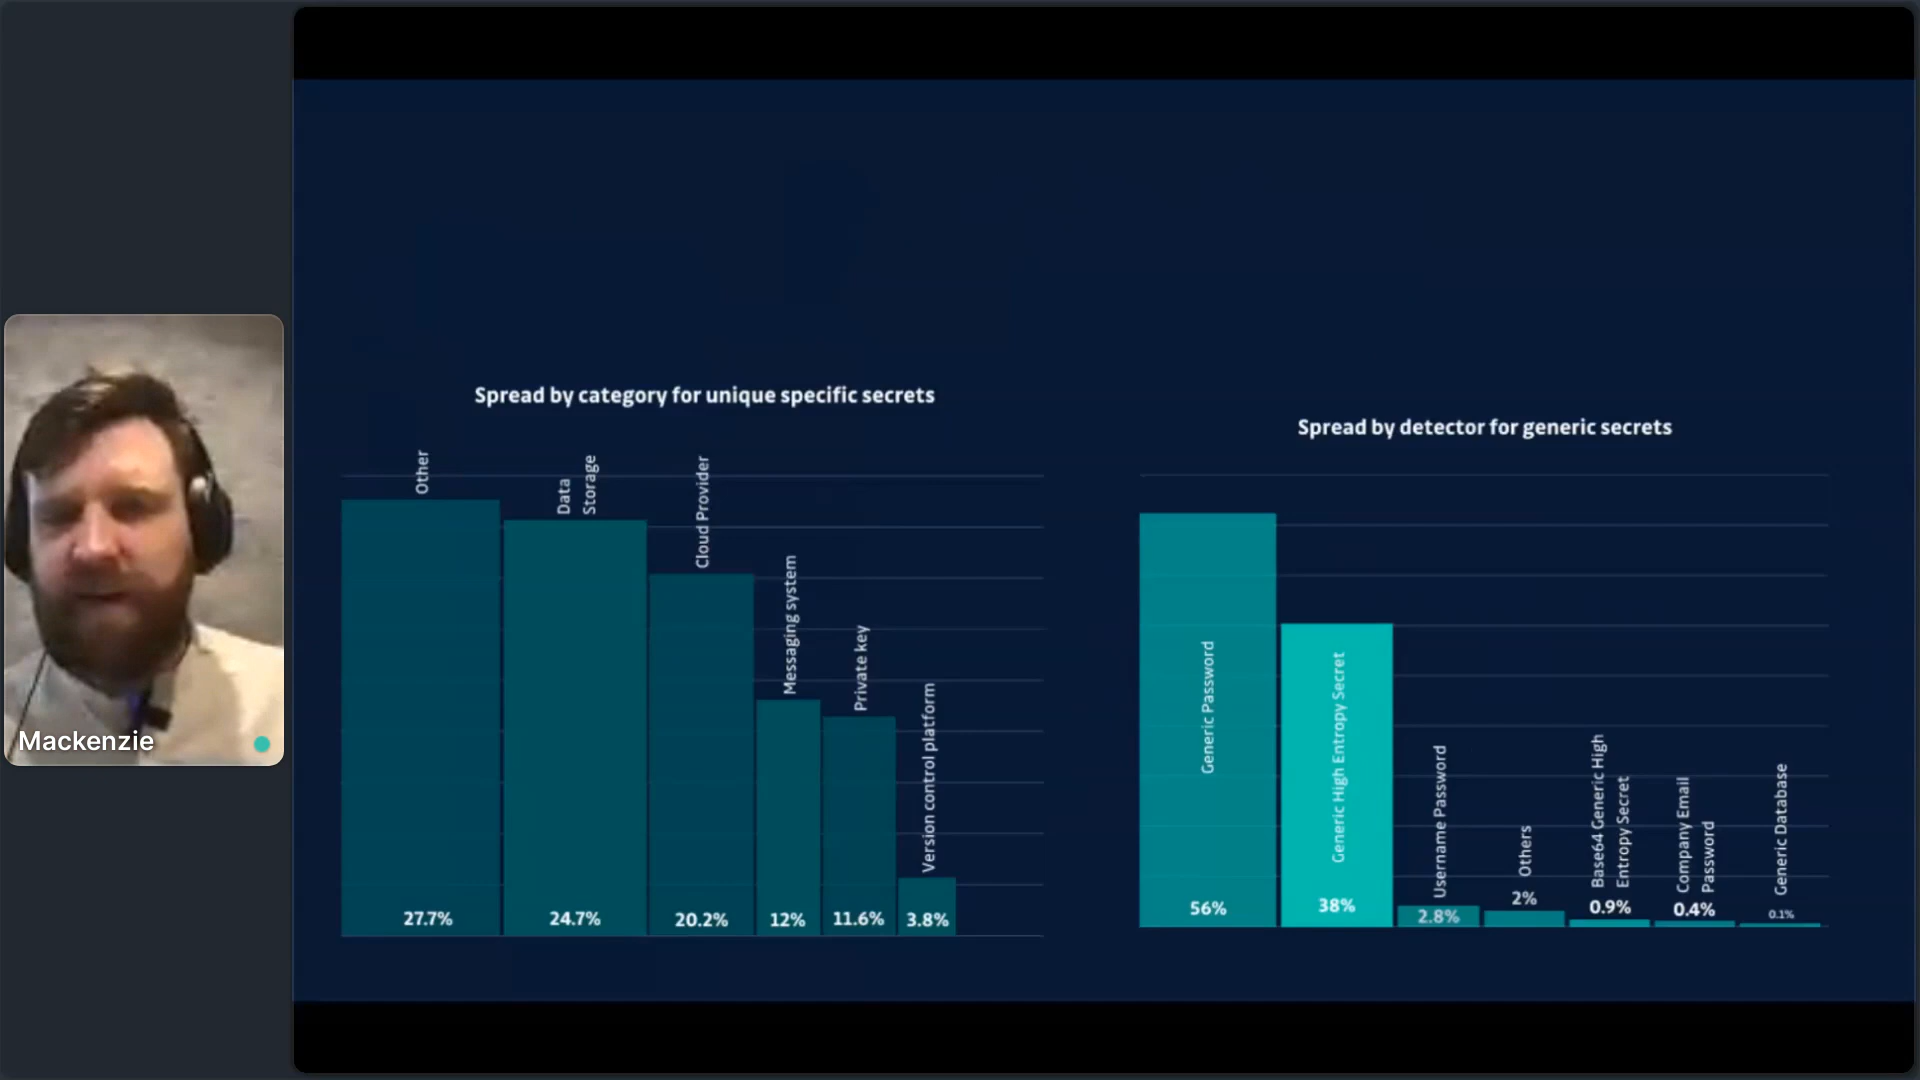 Spread by category for unique specific secrets
Other
Data
Storage
Cloud Provider
Messaging system
Private key
Version control platform
27.7%
24.7%
20.2%
12%
11.6%
3.8%
Spread by detector for generic secrets
Generic Password
Generic High Entropy Secret
Username Password
Others
Base64 Generic High
Entropy Secret
Company Email
Password
Generic Database
56%
38%
2.8%
2%
0.9%
0.4%
0.1%
Mackenzie